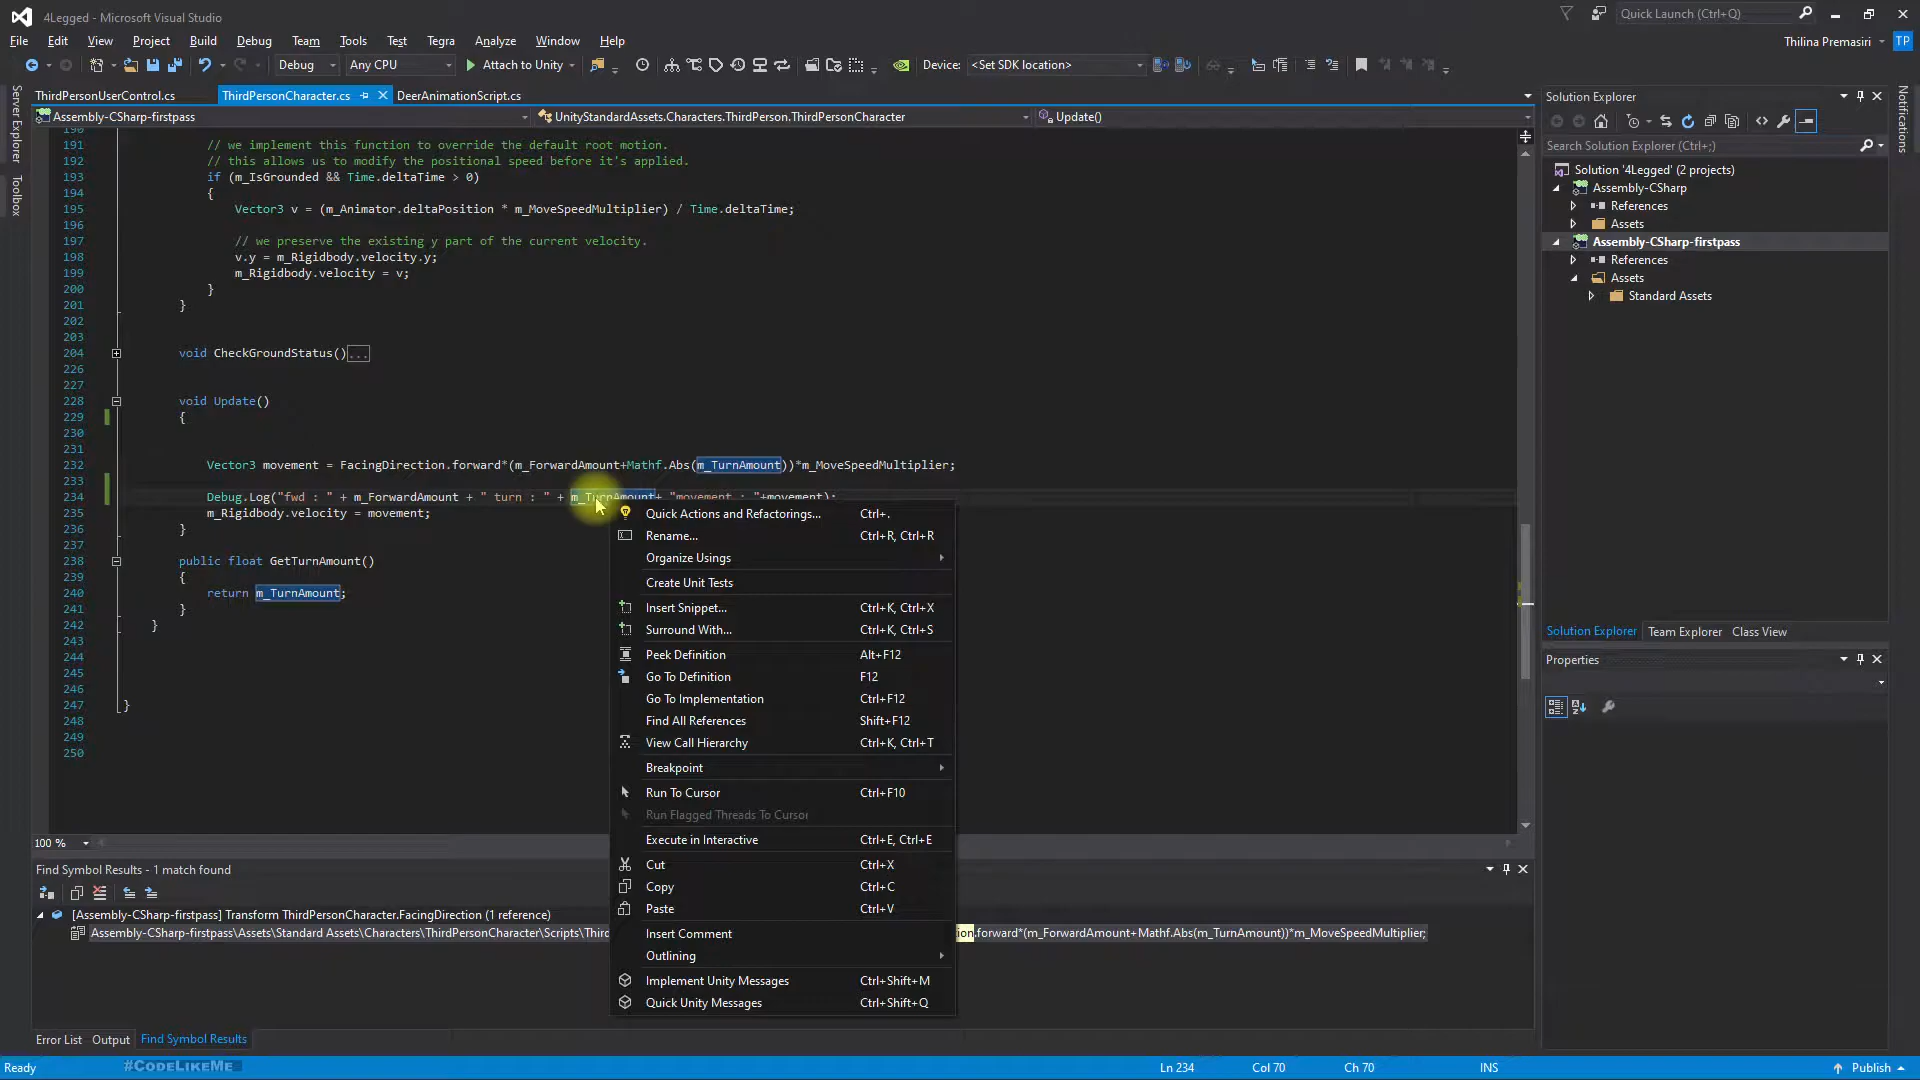 4Legged - Microsoft Visual Studio
Quick Launch (Ctrl+Q)
File Edit View Project Build Debug Team Tools Test Tegra Analyze Window Help
Thilina Premasiri TP
Debug Any CPU Attach to Unity Device: <Set SDK location>
ThirdPersonUserControl.cs ThirdPersonCharacter.cs DeerAnimationScript.cs
Assembly-CSharp-firstpass UnityStandardAssets.Characters.ThirdPerson.ThirdPersonCharacter Update()
Server Explorer
Toolbox
Notifications
190
191 // we implement this function to override the default root motion.
192 // this allows us to modify the positional speed before it's applied.
193 if (m_IsGrounded && Time.deltaTime > 0)
194 {
195 Vector3 v = (m_Animator.deltaPosition * m_MoveSpeedMultiplier) / Time.deltaTime;
196
197 // we preserve the existing y part of the current velocity.
198 v.y = m_Rigidbody.velocity.y;
199 m_Rigidbody.velocity = v;
200 }
201 }
202
203
204 void CheckGroundStatus()...
226
227
228 void Update()
229 {
230
231
232 Vector3 movement = FacingDirection.forward*(m_ForwardAmount+Mathf.Abs(m_TurnAmount))*m_MoveSpeedMultiplier;
233
234 Debug.Log("fwd : " + m_ForwardAmount + " turn : " + m_TurnAmount+ "movement : "+movement);
235 m_Rigidbody.velocity = movement;
236 }
237
238 public float GetTurnAmount()
239 {
240 return m_TurnAmount;
241 }
242 }
243
244
245
246
247 }
248
249
250
Quick Actions and Refactorings... Ctrl+.
Rename... Ctrl+R, Ctrl+R
Organize Usings
Create Unit Tests
Insert Snippet... Ctrl+K, Ctrl+X
Surround With... Ctrl+K, Ctrl+S
Peek Definition Alt+F12
Go To Definition F12
Go To Implementation Ctrl+F12
Find All References Shift+F12
View Call Hierarchy Ctrl+K, Ctrl+T
Breakpoint
Run To Cursor Ctrl+F10
Run Flagged Threads To Cursor
Execute in Interactive Ctrl+E, Ctrl+E
Cut Ctrl+X
Copy Ctrl+C
Paste Ctrl+V
Insert Comment
Outlining
Implement Unity Messages Ctrl+Shift+M
Quick Unity Messages Ctrl+Shift+Q
Solution Explorer
Search Solution Explorer (Ctrl+;)
Solution '4Legged' (2 projects)
Assembly-CSharp
References
Assets
Assembly-CSharp-firstpass
References
Assets
Standard Assets
Solution Explorer Team Explorer Class View
Properties
100 %
Find Symbol Results - 1 match found
[Assembly-CSharp-firstpass] Transform ThirdPersonCharacter.FacingDirection (1 reference)
Assembly-CSharp-firstpass\Assets\Standard Assets\Characters\ThirdPersonCharacter\Scripts\Third ion.forward*(m_ForwardAmount+Mathf.Abs(m_TurnAmount))*m_MoveSpeedMultiplier;
Error List Output Find Symbol Results
Ready #CodeLikeMe Ln 234 Col 70 Ch 70 INS Publish